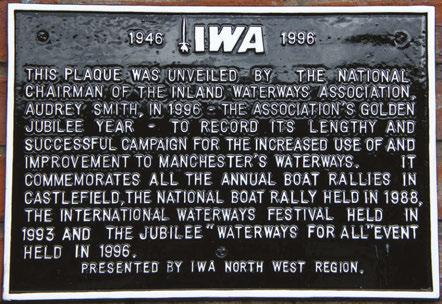 1946 IWA 1996
THIS PLAQUE WAS UNVEILED BY THE NATIONAL
CHAIRMAN OF THE INLAND WATERWAYS ASSOCIATION,
AUDREY SMITH, IN 1996 - THE ASSOCIATION'S GOLDEN
JUBILEE YEAR - TO RECORD ITS LENGTHY AND
SUCCESSFUL CAMPAIGN FOR THE INCREASED USE OF AND
IMPROVEMENT TO MANCHESTER'S WATERWAYS. IT
COMMEMORATES ALL THE ANNUAL BOAT RALLIES IN
CASTLEFIELD, THE NATIONAL BOAT RALLY HELD IN 1988,
THE INTERNATIONAL WATERWAYS FESTIVAL HELD IN
1993 AND THE JUBILEE "WATERWAYS FOR ALL" EVENT
HELD IN 1996.
PRESENTED BY IWA NORTH WEST REGION.